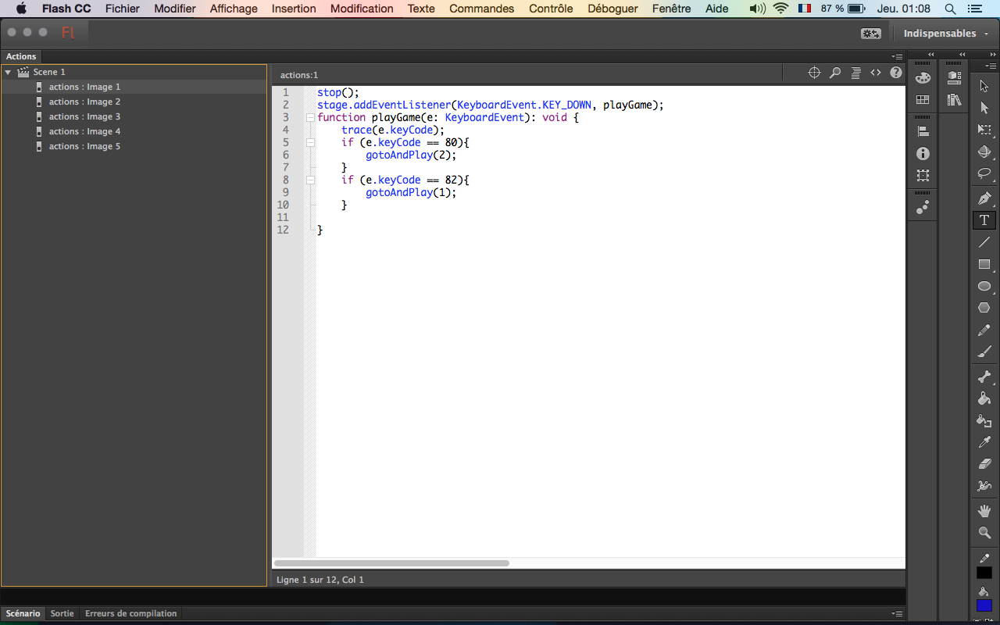 Flash CC Fichier Modifier Affichage Insertion Modification Texte Commandes Contrôle Déboguer Fenêtre Aide 87 % Jeu. 01:08
Fl Indispensables
Actions
Scene 1
actions : Image 1
actions : Image 2
actions : Image 3
actions : Image 4
actions : Image 5
actions:1
1 stop();
2 stage.addEventListener(KeyboardEvent.KEY_DOWN, playGame);
3 function playGame(e: KeyboardEvent): void {
4 trace(e.keyCode);
5 if (e.keyCode == 80){
6 gotoAndPlay(2);
7 }
8 if (e.keyCode == 82){
9 gotoAndPlay(1);
10 }
11
12 }
Ligne 1 sur 12, Col 1
Scénario Sortie Erreurs de compilation